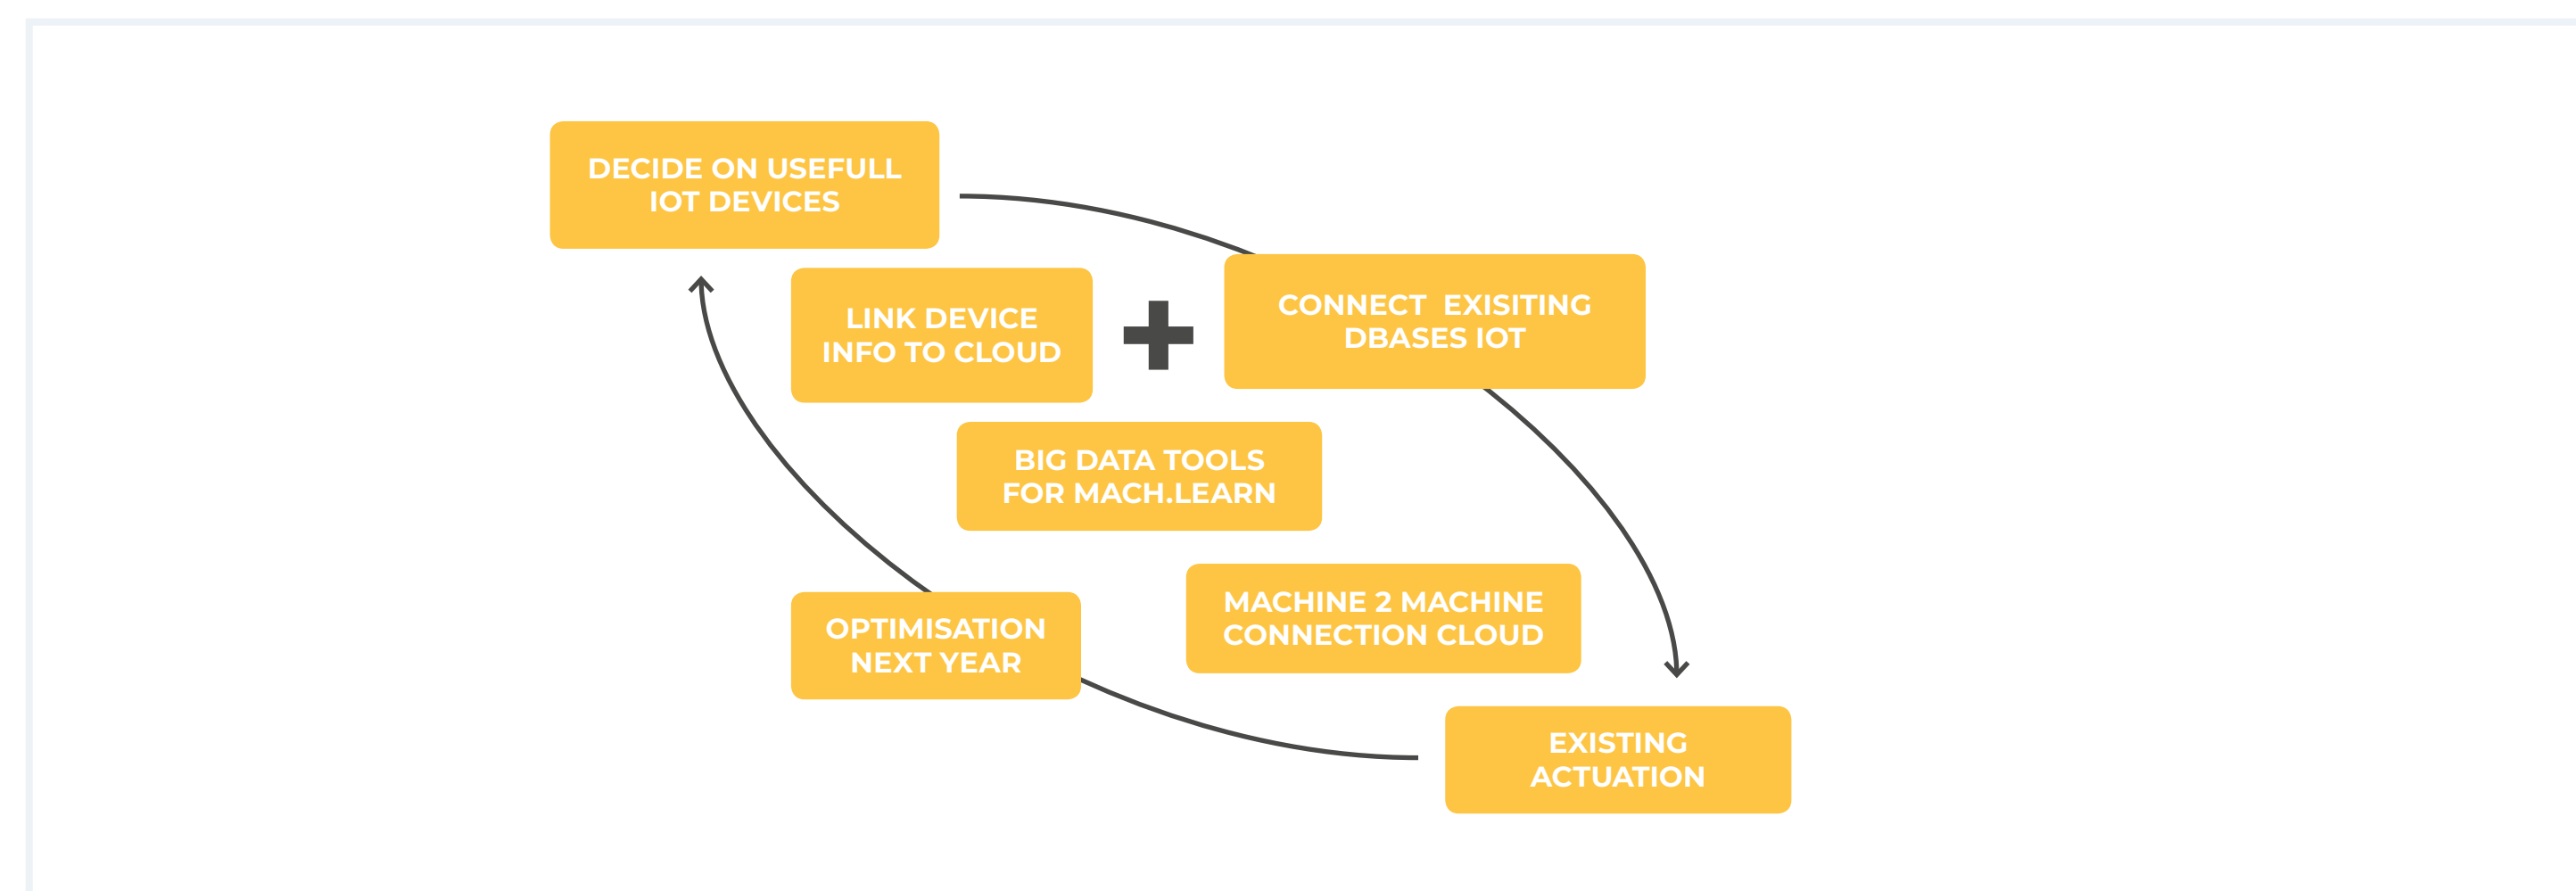 DECIDE ON USEFULL
IOT DEVICES
LINK DEVICE
INFO TO CLOUD
CONNECT  EXISITING
DBASES IOT
BIG DATA TOOLS
FOR MACH.LEARN
MACHINE 2 MACHINE
CONNECTION CLOUD
OPTIMISATION
NEXT YEAR
EXISTING
ACTUATION